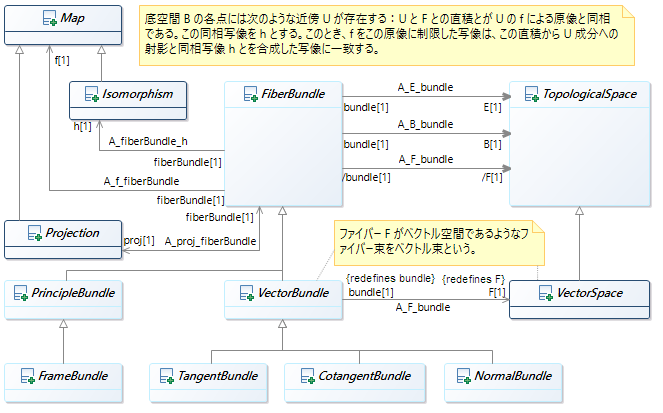 Map
底空間 B の各点には次のような近傍 U が存在する：U と F との直積とが U の f による原像と同相
である。この同相写像を h とする。このとき、f をこの原像に制限した写像は、この直積から U 成分への
射影と同相写像 h とを合成した写像に一致する。
f[1]
Isomorphism
FiberBundle
TopologicalSpace
A_E_bundle
bundle[1]
E[1]
h[1]
A_B_bundle
A_fiberBundle_h
bundle[1]
B[1]
fiberBundle[1]
A_F_bundle
A_f_fiberBundle
/bundle[1]
/F[1]
fiberBundle[1]
fiberBundle[1]
Projection
proj[1]
A_proj_fiberBundle
ファイバー F がベクトル空間であるようなフ
ァイバー束をベクトル束という。
{redefines bundle}
{redefines F}
PrincipleBundle
VectorBundle
bundle[1]
F[1]
VectorSpace
A_F_bundle
FrameBundle
TangentBundle
CotangentBundle
NormalBundle